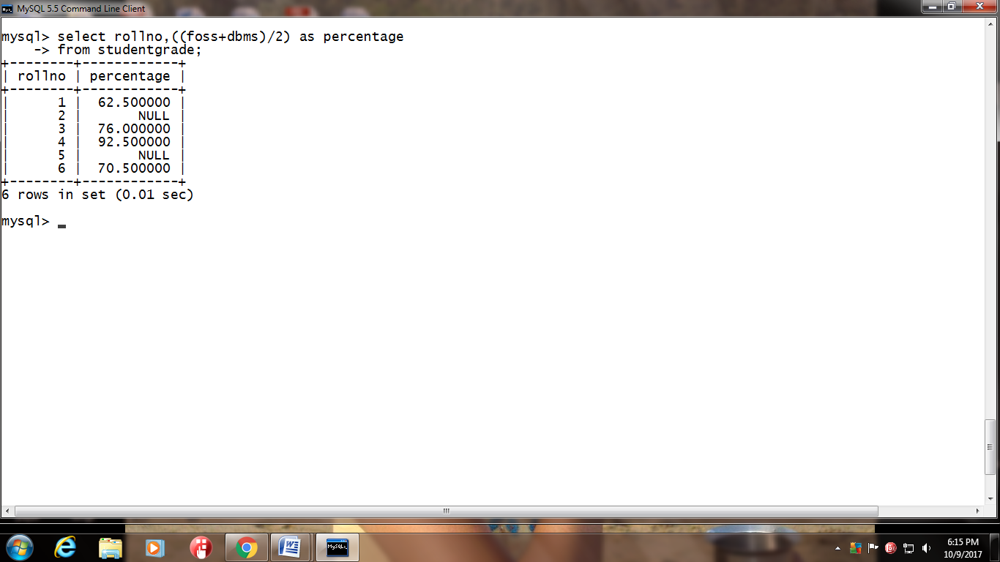 MySQL 5.5 Command Line Client
mysql> select rollno,((foss+dbms)/2) as percentage
    -> from studentgrade;
+--------+------------+
| rollno | percentage |
+--------+------------+
|      1 |  62.500000 |
|      2 |       NULL |
|      3 |  76.000000 |
|      4 |  92.500000 |
|      5 |       NULL |
|      6 |  70.500000 |
+--------+------------+
6 rows in set (0.01 sec)
mysql> _
MySQL
6:15 PM
10/9/2017